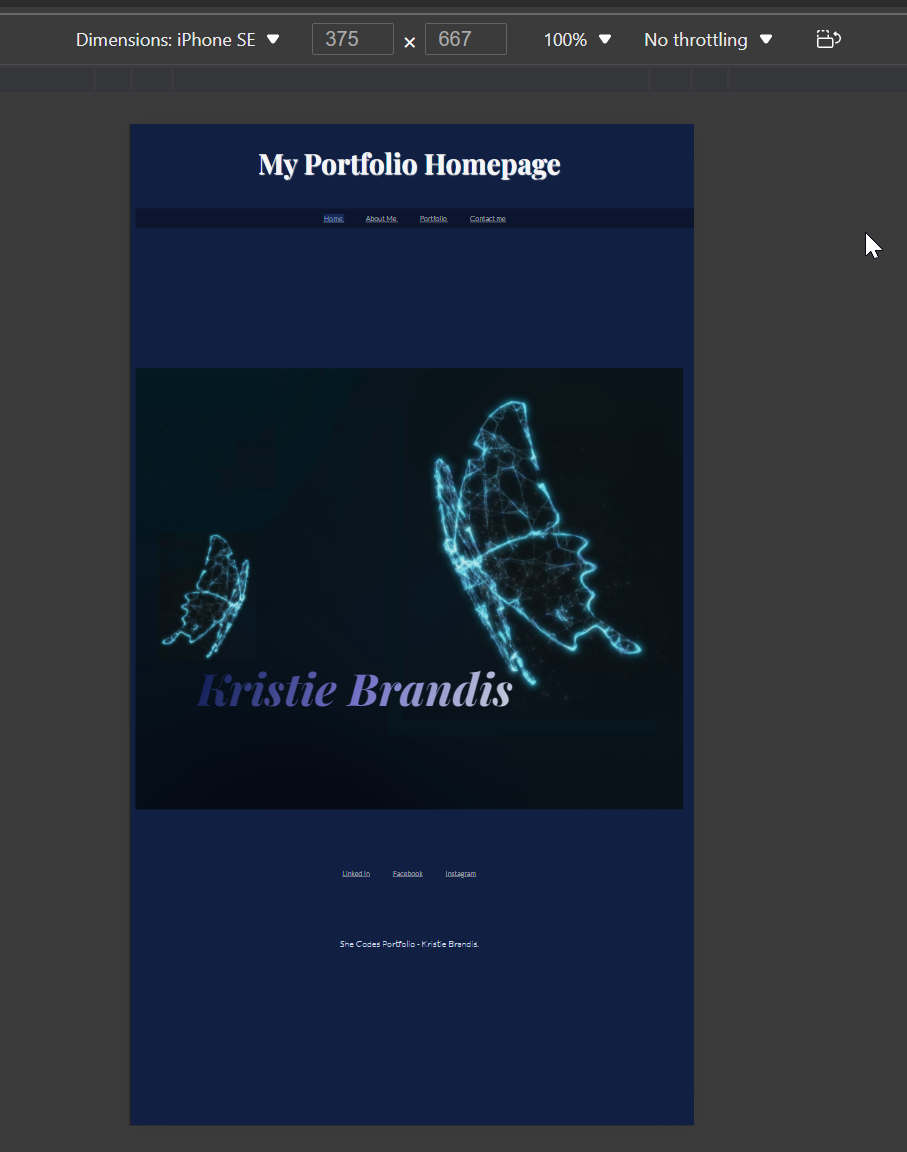 Dimensions: iPhone SE 375 × 667 100% No throttling
My Portfolio Homepage
Home About Me Portfolio Contact me
Kristie Brandis
Linked In Facebook Instagram
She Codes Portfolio - Kristie Brandis.